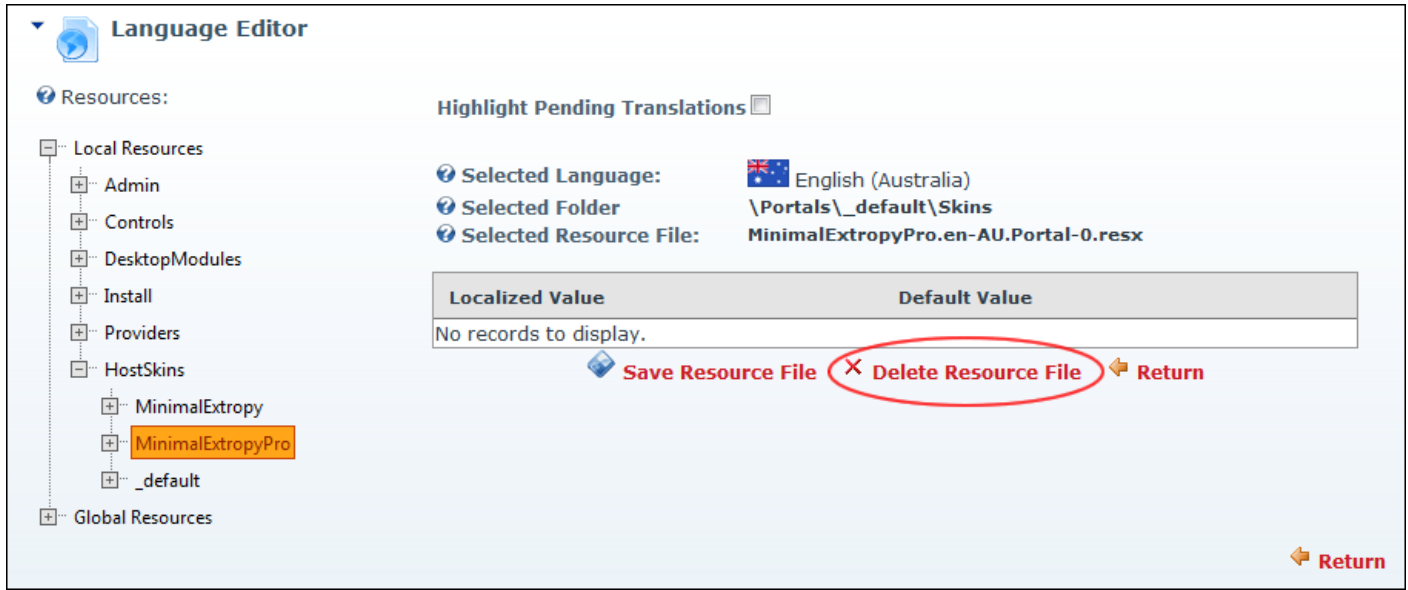 Language Editor
Resources:
Highlight Pending Translations
Local Resources
Admin
Controls
DesktopModules
Install
Providers
HostSkins
MinimalExtropy
MinimalExtropyPro
_default
Global Resources
Selected Language: English (Australia)
Selected Folder \Portals\_default\Skins
Selected Resource File: MinimalExtropyPro.en-AU.Portal-0.resx
Localized Value Default Value
No records to display.
Save Resource File Delete Resource File Return
Return